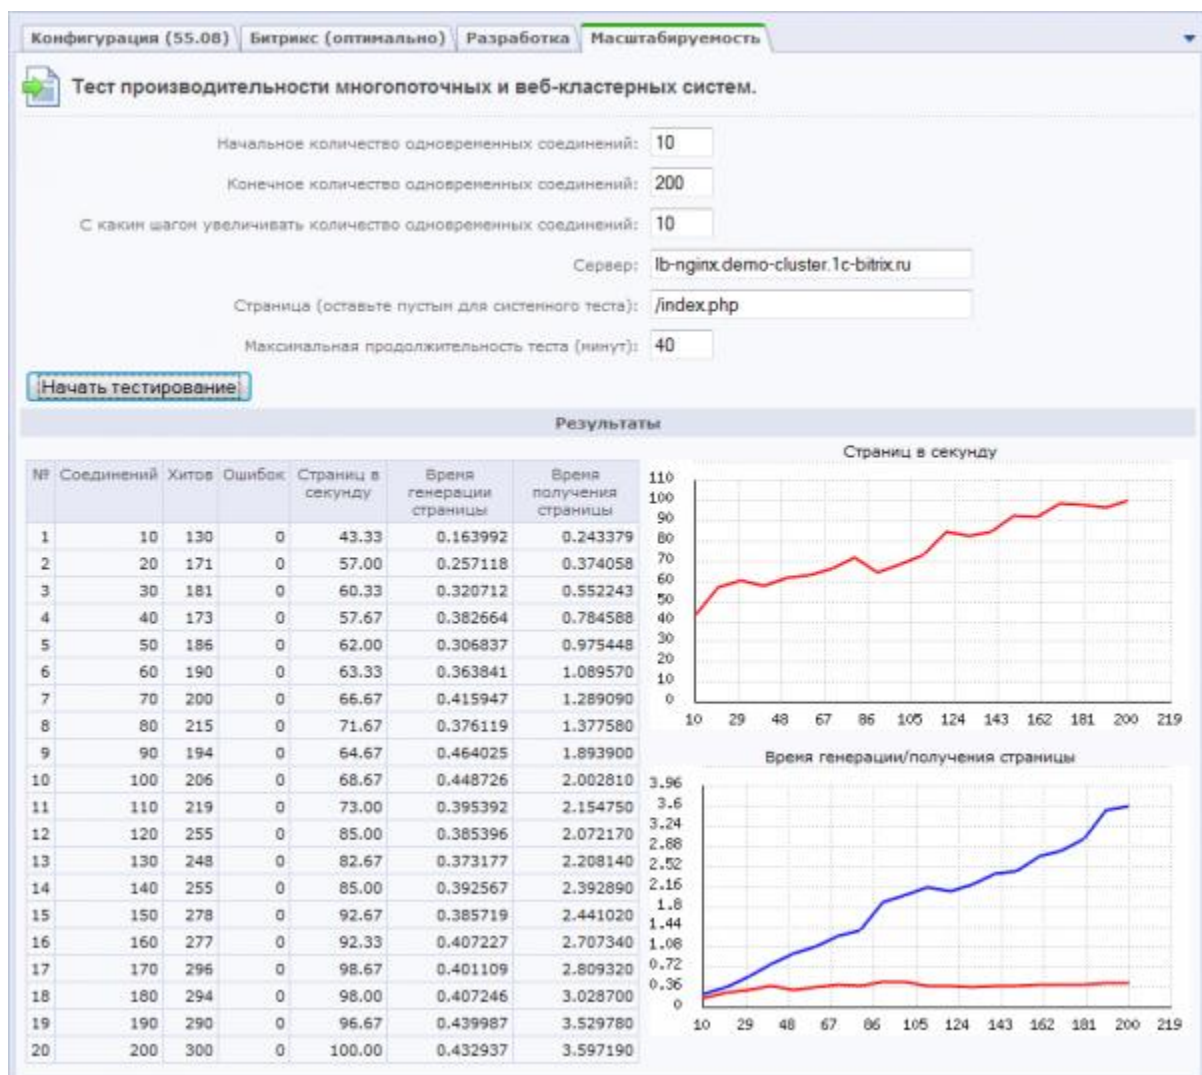 Конфигурация (55.08) Битрикс (оптимально) Разработка Масштабируемость
Тест производительности многопоточных и веб-кластерных систем.
Начальное количество одновременных соединений: 10
Конечное количество одновременных соединений: 200
С каким шагом увеличивать количество одновременных соединений: 10
Сервер: lb-nginx.demo-cluster.1c-bitrix.ru
Страница (оставьте пустым для системного теста): /index.php
Максимальная продолжительность теста (минут): 40
Начать тестирование
Результаты
№ Соединений Хитов Ошибок Страниц в секунду Время генерации страницы Время получения страницы
1 10 130 0 43.33 0.163992 0.243379
2 20 171 0 57.00 0.257118 0.374058
3 30 181 0 60.33 0.320712 0.552243
4 40 173 0 57.67 0.382664 0.784588
5 50 186 0 62.00 0.306837 0.975448
6 60 190 0 63.33 0.363841 1.089570
7 70 200 0 66.67 0.415947 1.289090
8 80 215 0 71.67 0.376119 1.377580
9 90 194 0 64.67 0.464025 1.893900
10 100 206 0 68.67 0.448726 2.002810
11 110 219 0 73.00 0.395392 2.154750
12 120 255 0 85.00 0.385396 2.072170
13 130 248 0 82.67 0.373177 2.208140
14 140 255 0 85.00 0.392567 2.392890
15 150 278 0 92.67 0.385719 2.441020
16 160 277 0 92.33 0.407227 2.707340
17 170 296 0 98.67 0.401109 2.809320
18 180 294 0 98.00 0.407246 3.028700
19 190 290 0 96.67 0.439987 3.529780
20 200 300 0 100.00 0.432937 3.597190
Страниц в секунду
110
100
90
80
70
60
50
40
30
20
10
0
10 29 48 67 86 105 124 143 162 181 200 219
Время генерации/получения страницы
3.96
3.6
3.24
2.88
2.52
2.16
1.8
1.44
1.08
0.72
0.36
0
10 29 48 67 86 105 124 143 162 181 200 219